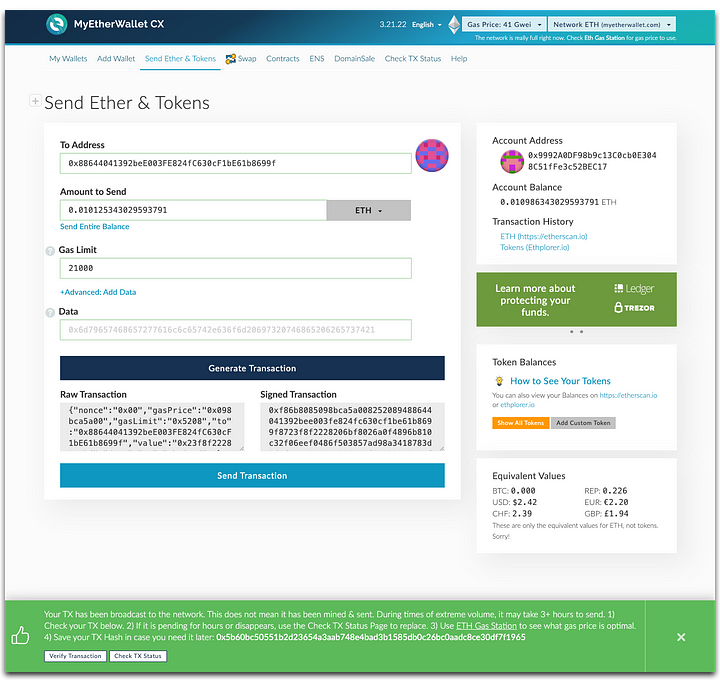 MyEtherWallet CX
3.21.22 English Gas Price: 41 Gwei Network ETH (myetherwallet.com)
The network is really full right now. Check Eth Gas Station for gas price to use.
My Wallets Add Wallet Send Ether & Tokens Swap Contracts ENS DomainSale Check TX Status Help
+ Send Ether & Tokens
To Address
0x88644041392beE003FE824fC630cF1bE61B8699f
Amount to Send
0.010125343029593791 ETH
Send Entire Balance
? Gas Limit
21000
+Advanced: Add Data
? Data
0x6d79657468657277616c6c65742e636f6d20697320746865206265737421
Generate Transaction
Raw Transaction
{"nonce":"0x00","gasPrice":"0x098
bca5a00","gasLimit":"0x5208","to"
:"0x88644041392beE003FE824fC630cF
1bE61B8699f","value":"0x23f8f2228
Signed Transaction
0xf86b8085098bca5a008252089488644
041392bee003fe824fc630cf1be61b869
9f8723f8f2228206bf8026a0f4896b810
c32f06eef0486f503857ad98a3418783d
Send Transaction
Account Address
0x9992A0DF98b9c13C0cb0E304
8C51fFe3c52BEC17
Account Balance
0.010986343029593791 ETH
Transaction History
ETH (https://etherscan.io)
Tokens (Ethplorer.io)
Learn more about
protecting your
funds.
Ledger
TREZOR
Token Balances
How to See Your Tokens
You can also view your Balances on https://etherscan.io
or ethplorer.io
Show All Tokens Add Custom Token
Equivalent Values
BTC: 0.000 REP: 0.226
USD: $2.42 EUR: €2.20
CHF: 2.39 GBP: £1.94
These are only the equivalent values for ETH, not tokens.
Sorry!
Your TX has been broadcast to the network. This does not mean it has been mined & sent. During times of extreme volume, it may take 3+ hours to send. 1)
Check your TX below. 2) If it is pending for hours or disappears, use the Check TX Status Page to replace. 3) Use ETH Gas Station to see what gas price is optimal.
4) Save your TX Hash in case you need it later: 0x5b60bc50551b2d23654a3aab748e4bad3b1585db0c26bc0aadc8ce30df7f1965
Verify Transaction Check TX Status